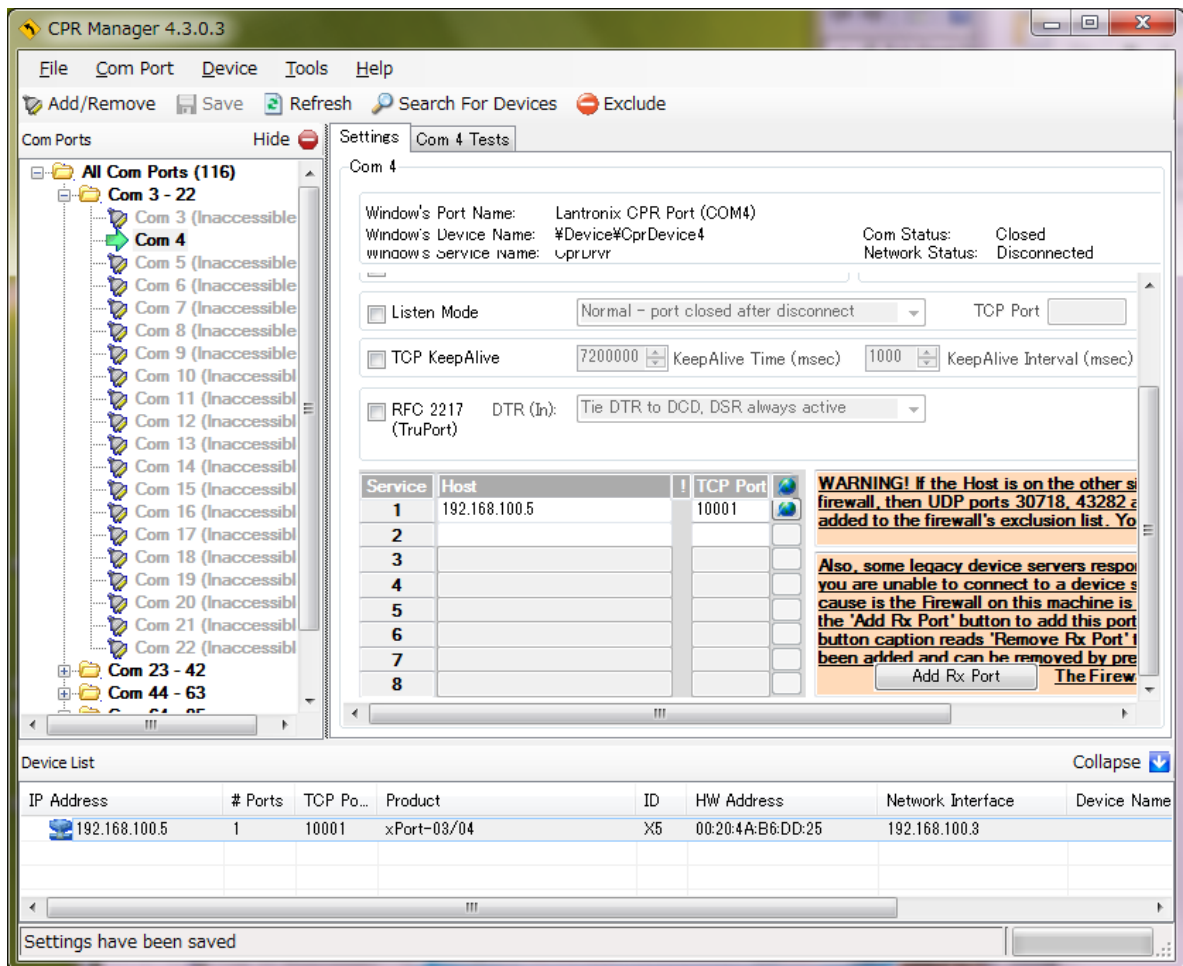 CPR Manager 4.3.0.3
File Com Port Device Tools Help
Add/Remove Save Refresh Search For Devices Exclude
Com Ports Hide
All Com Ports (116)
Com 3 - 22
Com 3 (Inaccessible
Com 4
Com 5 (Inaccessible
Com 6 (Inaccessible
Com 7 (Inaccessible
Com 8 (Inaccessible
Com 9 (Inaccessible
Com 10 (Inaccessibl
Com 11 (Inaccessibl
Com 12 (Inaccessibl
Com 13 (Inaccessibl
Com 14 (Inaccessibl
Com 15 (Inaccessibl
Com 16 (Inaccessibl
Com 17 (Inaccessibl
Com 18 (Inaccessibl
Com 19 (Inaccessibl
Com 20 (Inaccessibl
Com 21 (Inaccessibl
Com 22 (Inaccessibl
Com 23 - 42
Com 44 - 63
Settings Com 4 Tests
Com 4
Window's Port Name: Lantronix CPR Port (COM4)
Window's Device Name: ¥Device¥CprDevice4 Com Status: Closed
Window's Service Name: CprDrvr Network Status: Disconnected
Listen Mode Normal - port closed after disconnect TCP Port
TCP KeepAlive 7200000 KeepAlive Time (msec) 1000 KeepAlive Interval (msec)
RFC 2217 DTR (In): Tie DTR to DCD, DSR always active
(TruPort)
Service Host ! TCP Port
1 192.168.100.5 10001
2
3
4
5
6
7
8
WARNING! If the Host is on the other si
firewall, then UDP ports 30718, 43282 a
added to the firewall's exclusion list. Yo
Also, some legacy device servers respo
you are unable to connect to a device s
cause is the Firewall on this machine is
the 'Add Rx Port' button to add this port
button caption reads 'Remove Rx Port' t
been added and can be removed by pre
Add Rx Port The Firew
Device List Collapse
IP Address # Ports TCP Po... Product ID HW Address Network Interface Device Name
192.168.100.5 1 10001 xPort-03/04 X5 00:20:4A:B6:DD:25 192.168.100.3
Settings have been saved